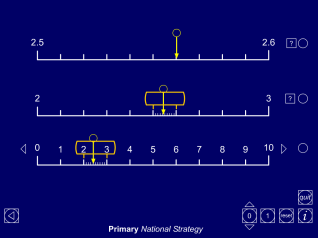 2.5 2.6
?
2 3
?
0 1 2 3 4 5 6 7 8 9 10
quit
0 1 reset i
Primary National Strategy